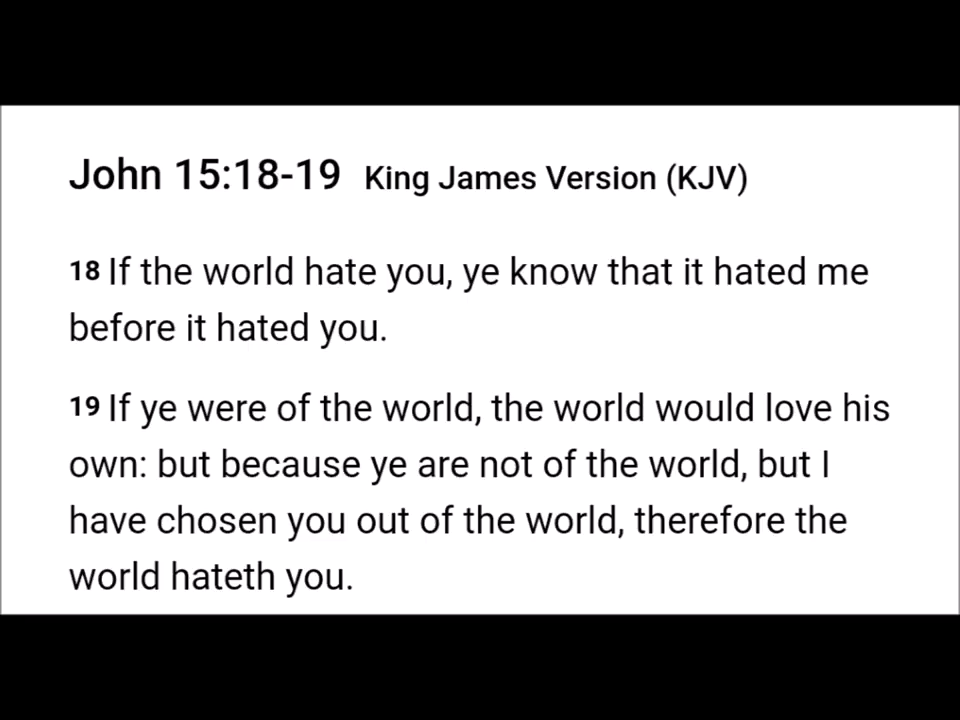 John 15:18-19 King James Version (KJV)
18 If the world hate you, ye know that it hated me
before it hated you.
19 If ye were of the world, the world would love his
own: but because ye are not of the world, but I
have chosen you out of the world, therefore the
world hateth you.